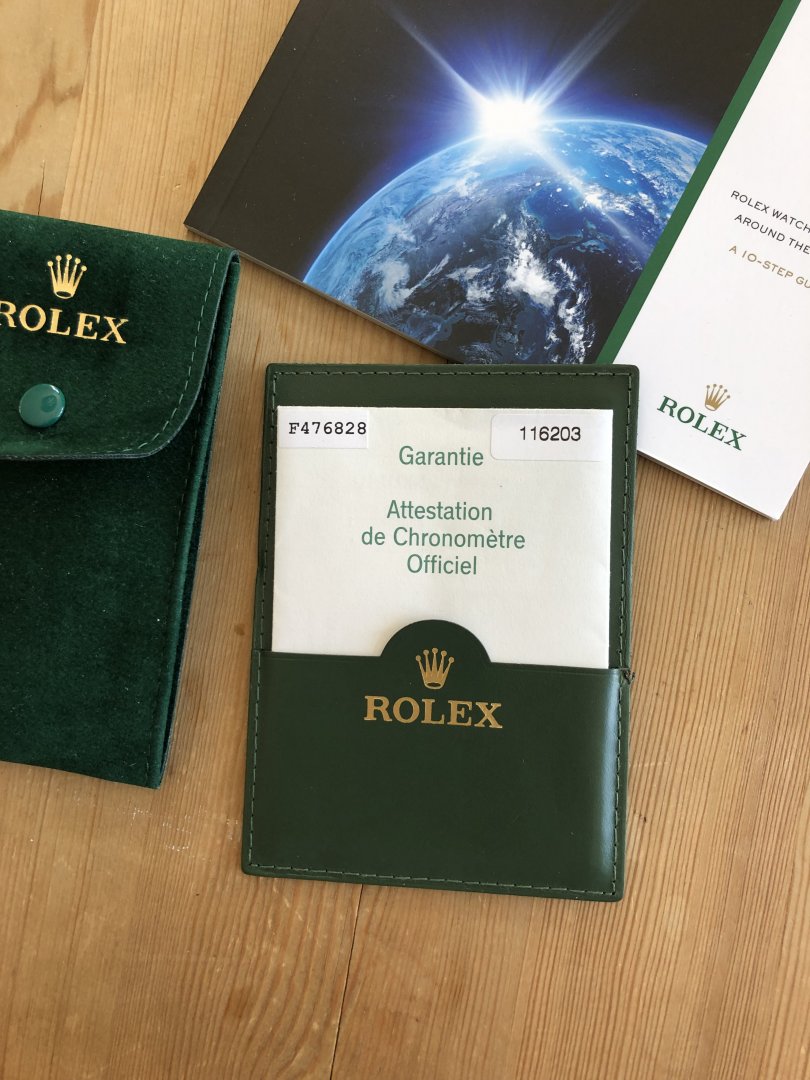 ROLEX WATCH
AROUND THE
A 10-STEP GU
ROLEX
ROLEX
F476828
116203
Garantie
Attestation
de Chronomètre
Officiel
ROLEX